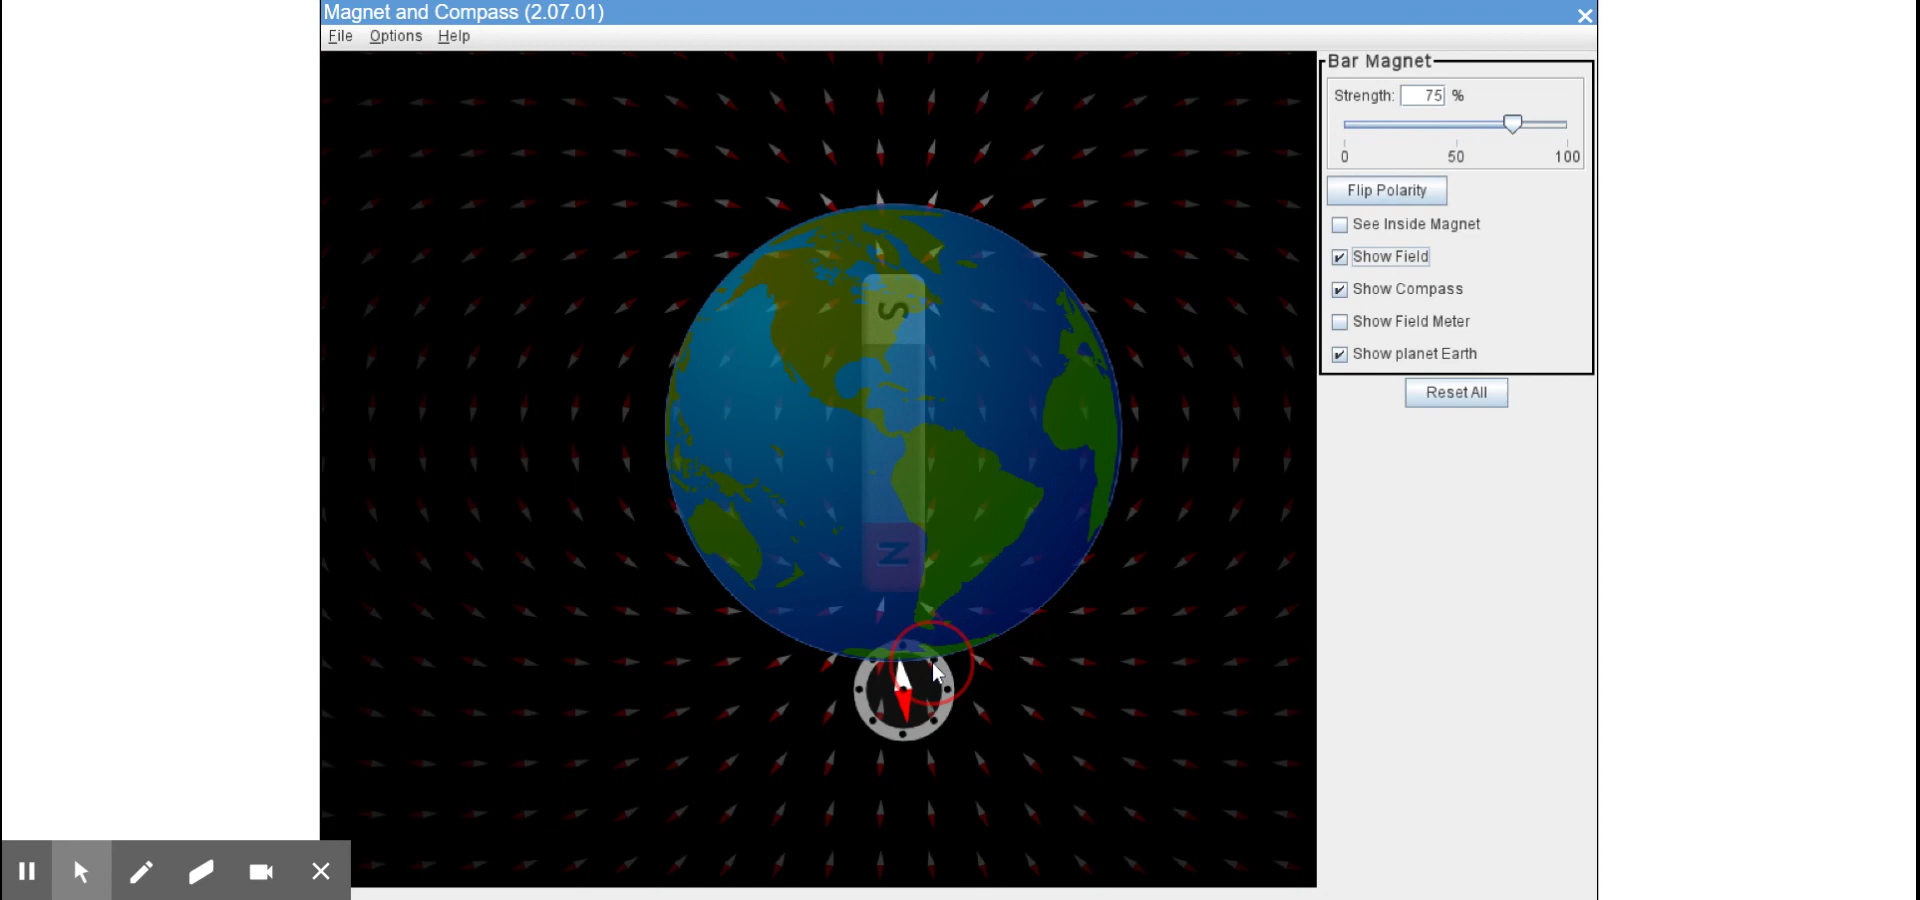 Magnet and Compass (2.07.01)
File Options Help
Bar Magnet
Strength: 75 %
0 50 100
Flip Polarity
See Inside Magnet
Show Field
Show Compass
Show Field Meter
Show planet Earth
Reset All
S
N